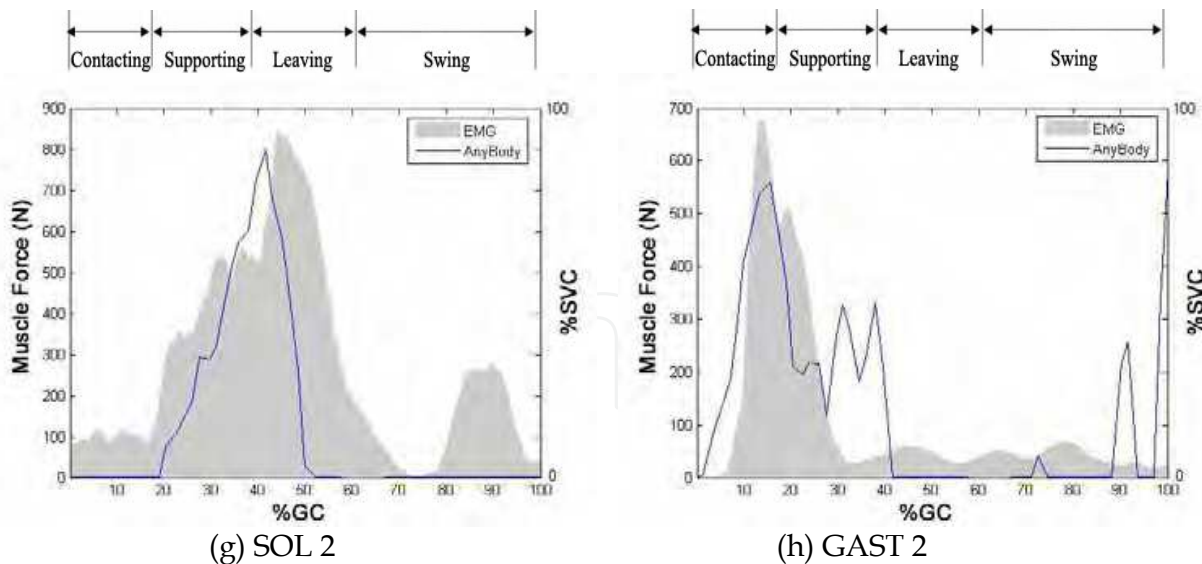 Contacting Supporting Leaving Swing
Contacting Supporting Leaving Swing
900
800
700
600
500
400
300
200
100
0
Muscle Force (N)
EMG
AnyBody
100
%SVC
0
10 20 30 40 50 60 70 80 90 100
%GC
700
600
500
400
300
200
100
0
Muscle Force (N)
EMG
AnyBody
100
%SVC
0
10 20 30 40 50 60 70 80 90 100
%GC
(g) SOL 2
(h) GAST 2